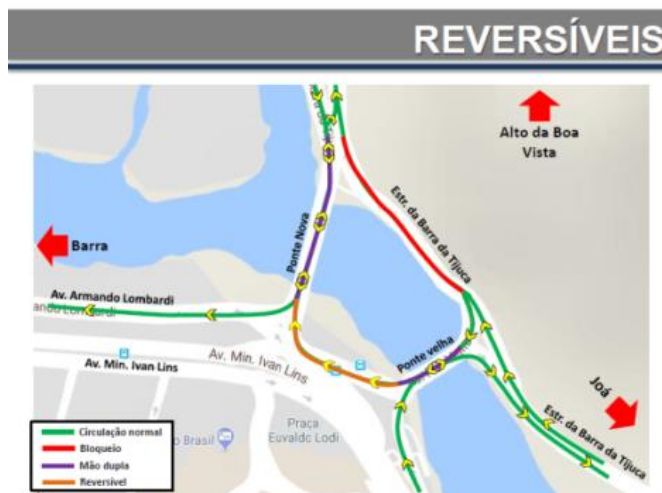 REVERSÍVEIS
Alto da Boa
Vista
Estr. da Barra da Tijuca
Ponte Nova
Barra
Av. Armando Lombardi
Av. Min. Ivan Lins
Av. Min. Ivan Lins
Ponte velha
Joá
Estr. da Barra da Tijuca
Praça
Euvaldo Lodi
o Brasil
Circulação normal
Bloqueio
Mão dupla
Reversível